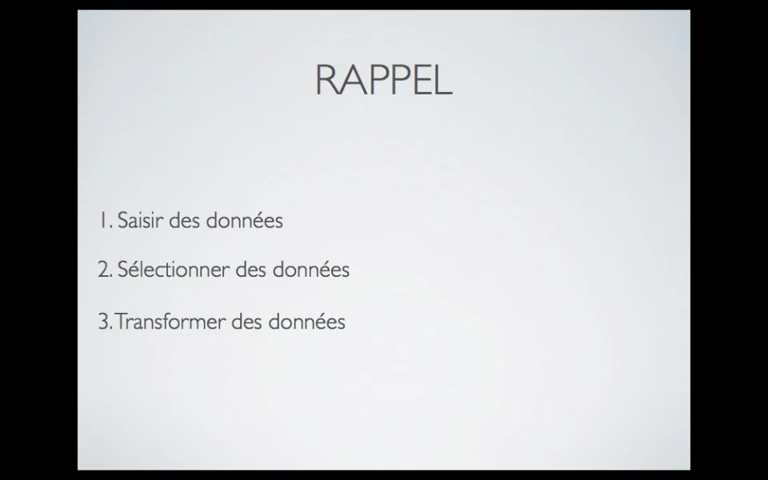 RAPPEL
1. Saisir des données
2. Sélectionner des données
3. Transformer des données